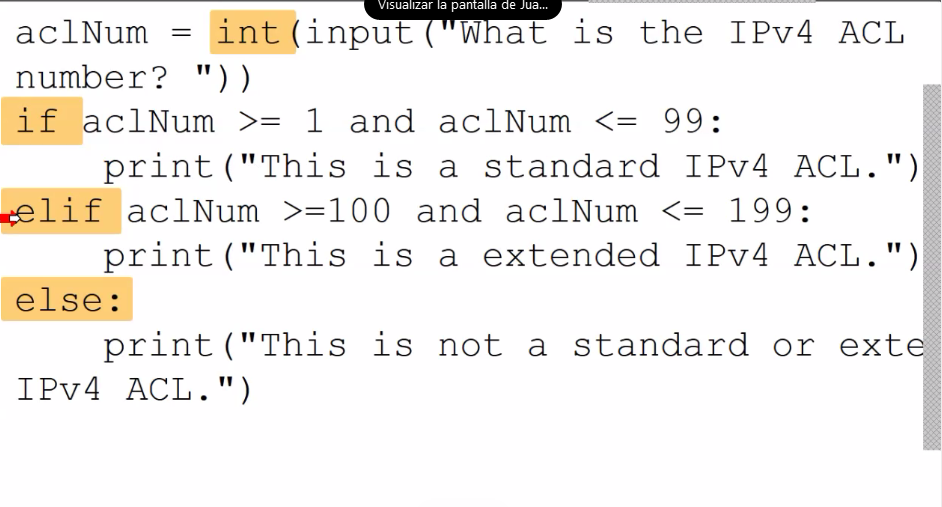 Visualizar la pantalla de Jua...
aclNum = int(input("What is the IPv4 ACL
number? "))
if aclNum >= 1 and aclNum <= 99:
    print("This is a standard IPv4 ACL.")
elif aclNum >=100 and aclNum <= 199:
    print("This is a extended IPv4 ACL.")
else:
    print("This is not a standard or exte
IPv4 ACL.")